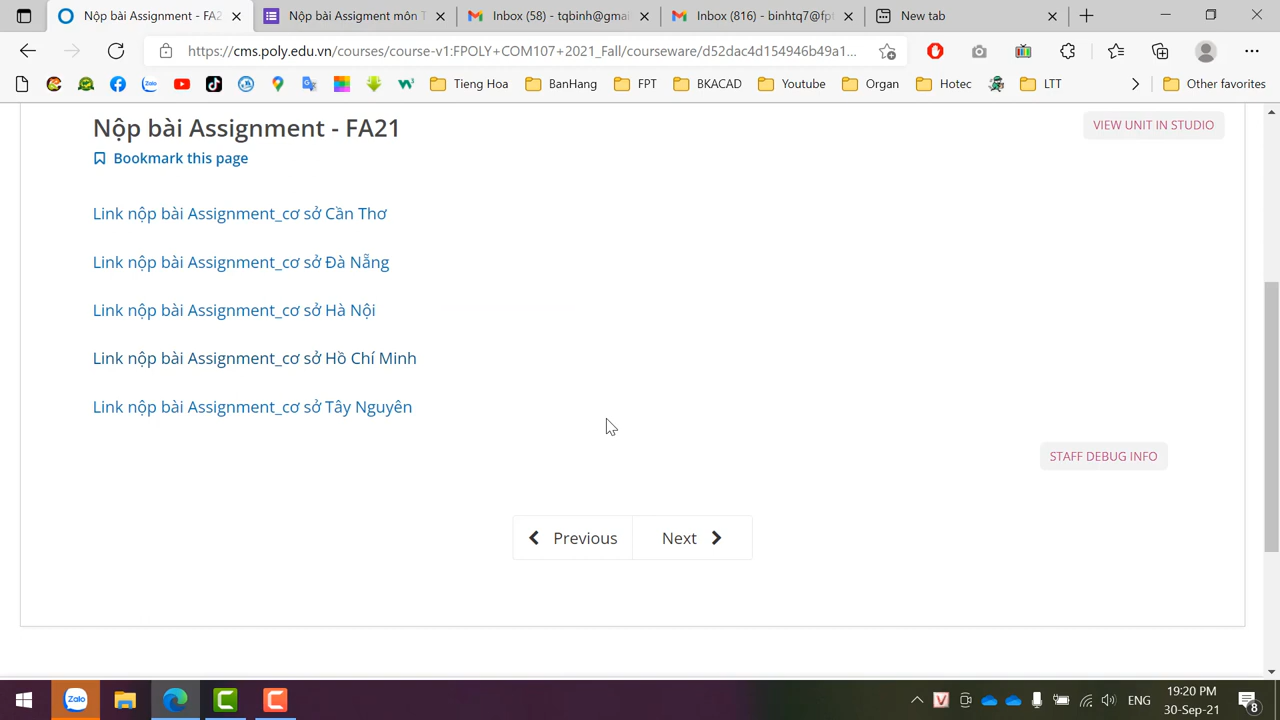 Nộp bài Assignment - FA2
Nộp bài Assigment môn T
Inbox (58) - tqbinh@gma
Inbox (816) - binhtq7@fp
New tab
https://cms.poly.edu.vn/courses/course-v1:FPOLY+COM107+2021_Fall/courseware/d52dac4d154946b49a1...
Zalo
Tieng Hoa
BanHang
FPT
BKACAD
Youtube
Organ
Hotec
LTT
Other favorites
Nộp bài Assignment - FA21
VIEW UNIT IN STUDIO
Bookmark this page
Link nộp bài Assignment_cơ sở Cần Thơ
Link nộp bài Assignment_cơ sở Đà Nẵng
Link nộp bài Assignment_cơ sở Hà Nội
Link nộp bài Assignment_cơ sở Hồ Chí Minh
Link nộp bài Assignment_cơ sở Tây Nguyên
STAFF DEBUG INFO
Previous
Next
Zalo
ENG
19:20 PM
30-Sep-21
8